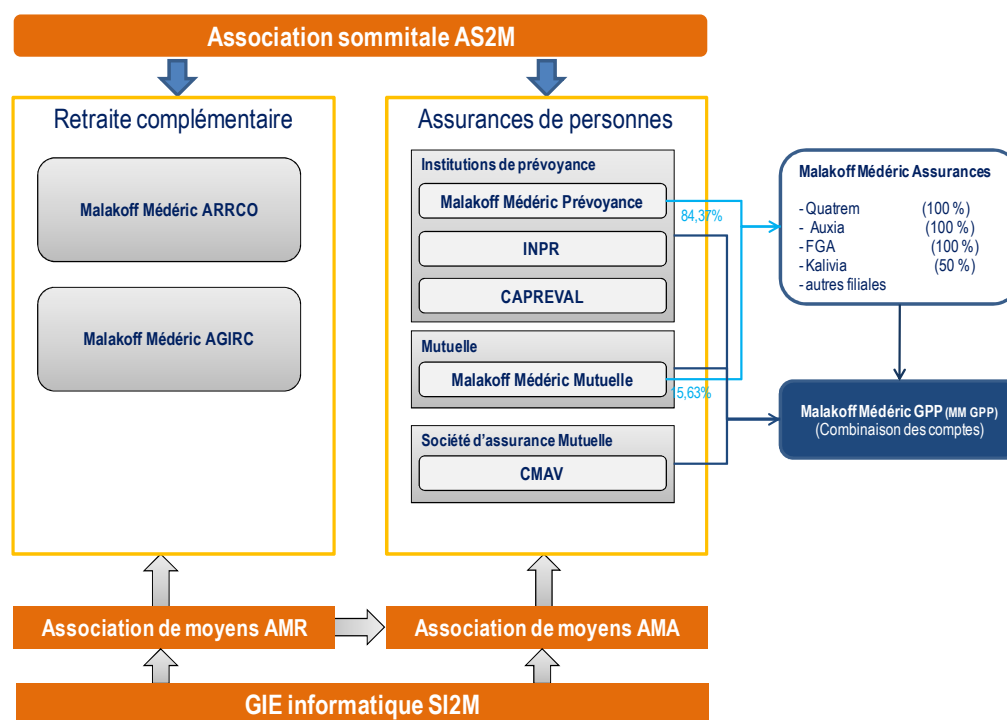 Association sommitale AS2M
Retraite complémentaire
Malakoff Médéric ARRCO
Malakoff Médéric AGIRC
Assurances de personnes
Institutions de prévoyance
Malakoff Médéric Prévoyance
84,37%
INPR
CAPREVAL
Mutuelle
Malakoff Médéric Mutuelle
15,63%
Société d'assurance Mutuelle
CMAV
Malakoff Médéric Assurances
- Quatrem (100 %)
- Auxia (100 %)
- FGA (100 %)
- Kalivia (50 %)
- autres filiales
Malakoff Médéric GPP (MM GPP)
(Combinaison des comptes)
Association de moyens AMR
Association de moyens AMA
GIE informatique SI2M